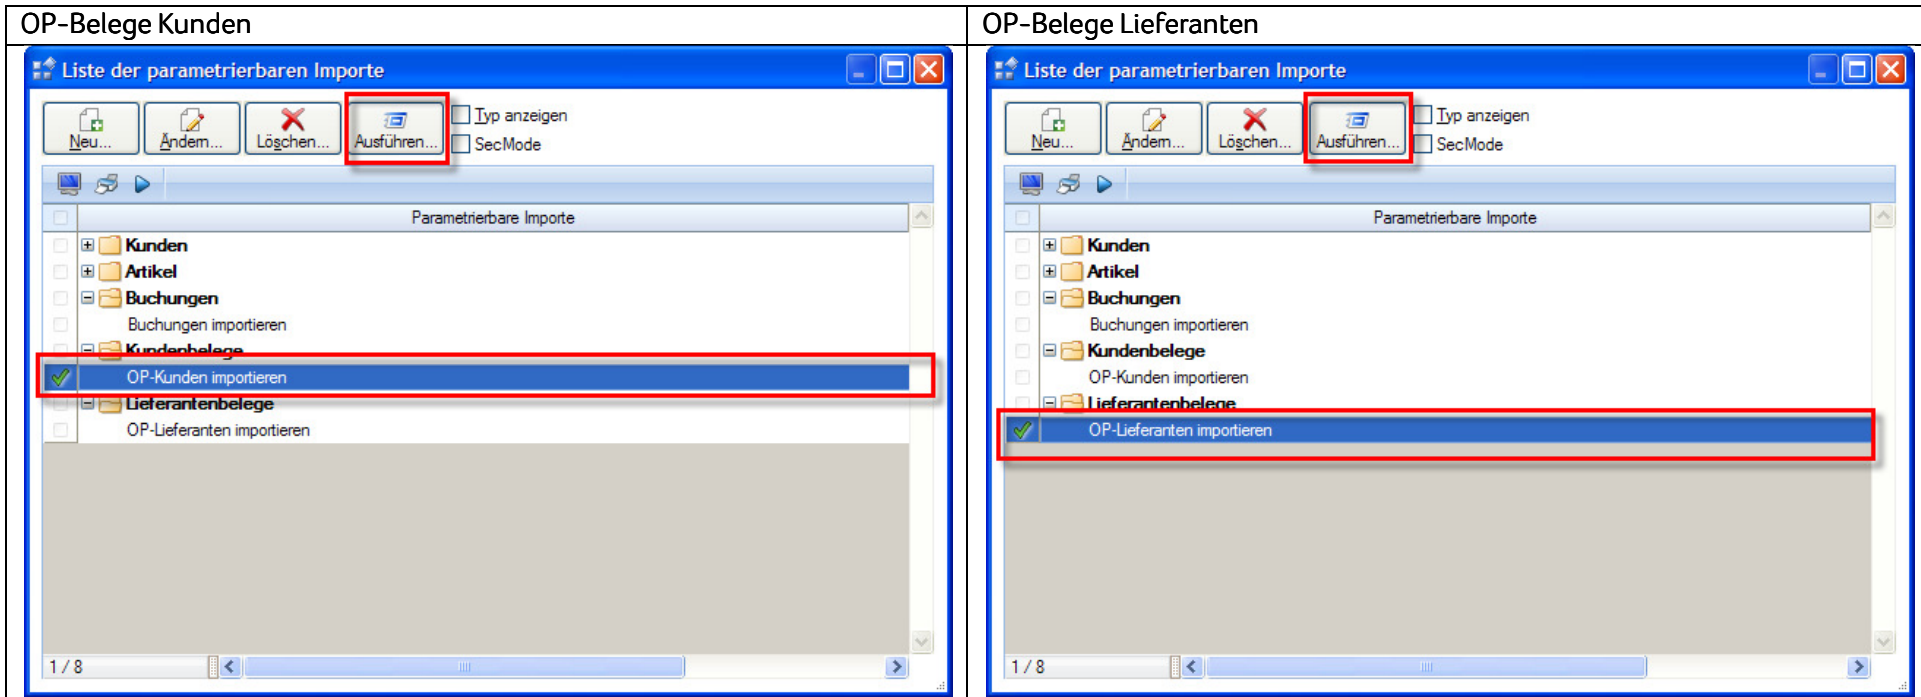 OP-Belege Kunden
Liste der parametrierbaren Importe
Neu...
Ändern...
Löschen...
Ausführen...
Typ anzeigen
SecMode
Parametrierbare Importe
Kunden
Artikel
Buchungen
Buchungen importieren
Kundenbelege
OP-Kunden importieren
Lieferantenbelege
OP-Lieferanten importieren
1 / 8
OP-Belege Lieferanten
Liste der parametrierbaren Importe
Neu...
Ändern...
Löschen...
Ausführen...
Typ anzeigen
SecMode
Parametrierbare Importe
Kunden
Artikel
Buchungen
Buchungen importieren
Kundenbelege
OP-Kunden importieren
Lieferantenbelege
OP-Lieferanten importieren
1 / 8